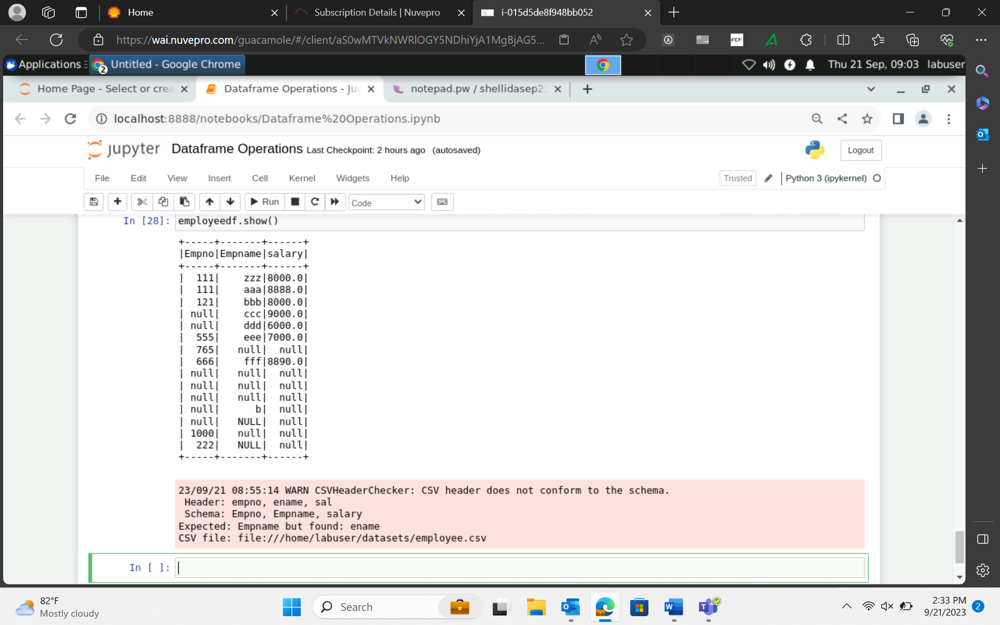 Home
Subscription Details | Nuvepro
i-015d5de8f948bb052
https://wai.nuvepro.com/guacamole/#/client/aS0wMTVkNWRlOGY5NDhiYjA1MgBjAG5...
Applications
2
Untitled - Google Chrome
Thu 21 Sep, 09:03 labuser
Home Page - Select or crea
Dataframe Operations - Ju
notepad.pw / shellidasep23
localhost:8888/notebooks/Dataframe%20Operations.ipynb
jupyter Dataframe Operations Last Checkpoint: 2 hours ago (autosaved)
Logout
File Edit View Insert Cell Kernel Widgets Help
Trusted
Python 3 (ipykernel)
Run
Code
In [28]: employeedf.show()
+-----+-------+------+
|Empno|Empname|salary|
+-----+-------+------+
|  111|    zzz|8000.0|
|  111|    aaa|8888.0|
|  121|    bbb|8000.0|
| null|    ccc|9000.0|
| null|    ddd|6000.0|
|  555|    eee|7000.0|
|  765|   null|  null|
|  666|    fff|8890.0|
| null|   null|  null|
| null|   null|  null|
| null|   null|  null|
| null|      b|  null|
| null|   NULL|  null|
| 1000|   null|  null|
|  222|   NULL|  null|
+-----+-------+------+
23/09/21 08:55:14 WARN CSVHeaderChecker: CSV header does not conform to the schema.
Header: empno, ename, sal
Schema: Empno, Empname, salary
Expected: Empname but found: ename
CSV file: file:///home/labuser/datasets/employee.csv
In [ ]:
82°F
Mostly cloudy
Search
2:33 PM
9/21/2023
2